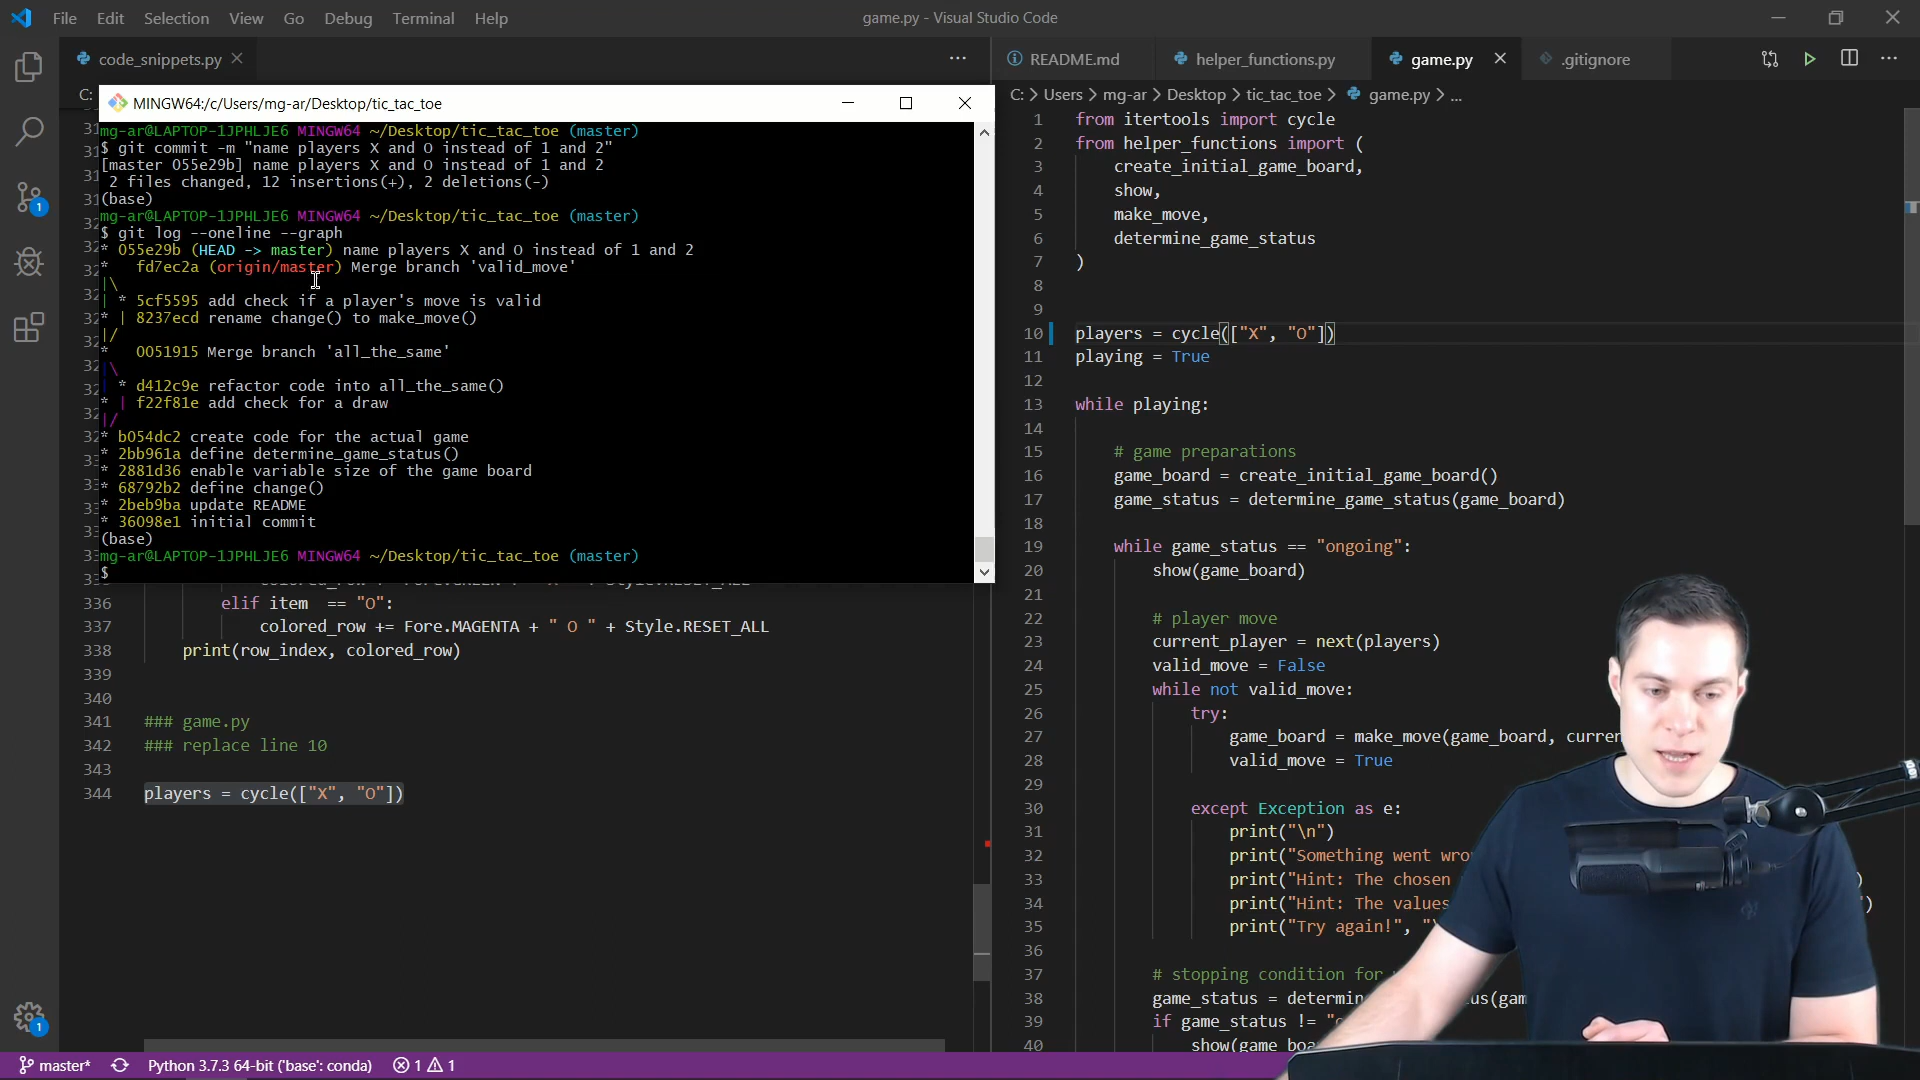 File Edit Selection View Go Debug Terminal Help
game.py - Visual Studio Code
code_snippets.py
MINGW64:/c/Users/mg-ar/Desktop/tic_tac_toe
mg-ar@LAPTOP-1JPHLJE6 MINGW64 ~/Desktop/tic_tac_toe (master)
$ git commit -m "name players X and O instead of 1 and 2"
[master 055e29b] name players X and O instead of 1 and 2
2 files changed, 12 insertions(+), 2 deletions(-)
(base)
mg-ar@LAPTOP-1JPHLJE6 MINGW64 ~/Desktop/tic_tac_toe (master)
$ git log --oneline --graph
* 055e29b (HEAD -> master) name players X and O instead of 1 and 2
*   fd7ec2a (origin/master) Merge branch 'valid_move'
|\
| * 5cf5595 add check if a player's move is valid
* | 8237ecd rename change() to make_move()
|/
*   0051915 Merge branch 'all_the_same'
|\
| * d412c9e refactor code into all_the_same()
* | f22f81e add check for a draw
|/
* b054dc2 create code for the actual game
* 2bb961a define determine_game_status()
* 2881d36 enable variable size of the game board
* 68792b2 define change()
* 2beb9ba update README
* 36098e1 initial commit
(base)
mg-ar@LAPTOP-1JPHLJE6 MINGW64 ~/Desktop/tic_tac_toe (master)
$
336 elif item == "O":
337 colored_row += Fore.MAGENTA + " O " + Style.RESET_ALL
338 print(row_index, colored_row)
339
340
341 ### game.py
342 ### replace line 10
343
344 players = cycle(["X", "O"])
README.md helper_functions.py game.py .gitignore
C: > Users > mg-ar > Desktop > tic_tac_toe > game.py > ...
1 from itertools import cycle
2 from helper_functions import (
3 create_initial_game_board,
4 show,
5 make_move,
6 determine_game_status
7 )
8
9
10 players = cycle(["X", "O"])
11 playing = True
12
13 while playing:
14
15 # game preparations
16 game_board = create_initial_game_board()
17 game_status = determine_game_status(game_board)
18
19 while game_status == "ongoing":
20 show(game_board)
21
22 # player move
23 current_player = next(players)
24 valid_move = False
25 while not valid_move:
26 try:
27 game_board = make_move(game_board,
28 valid_move = True
29
30 except Exception as e:
31 print("\n")
32 print("Something went
33 print("Hint: The chosen
34 print("Hint: The values
35 print("Try again!",
36
37 # stopping condition for
38 game_status =
39 if game_status !=
40
master* Python 3.7.3 64-bit ('base': conda) 1 1